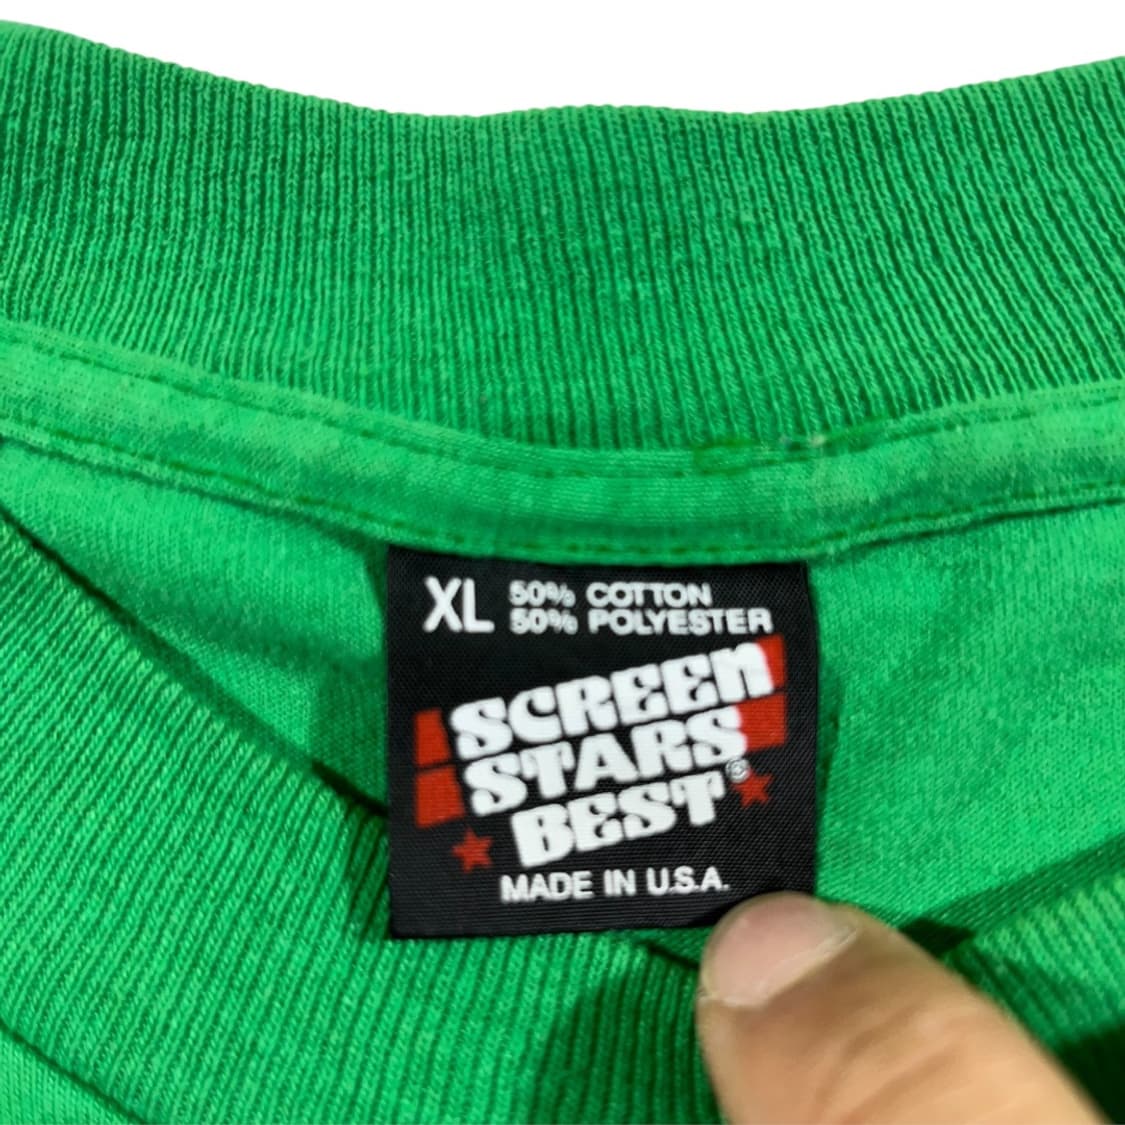 XL 50% COTTON
50% POLYESTER
SCREEN
STARS
BEST®
MADE IN U.S.A.